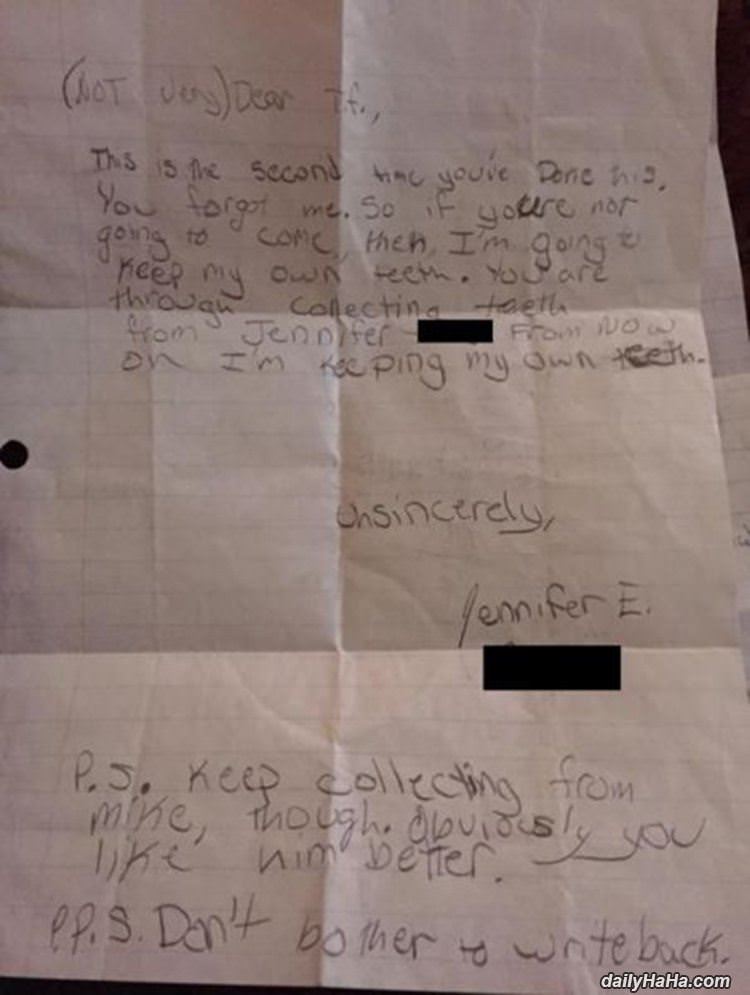 (NOT very) Dear T.f.,
This is the second time you've Done this.
You forgot me. So if you're not
going to come, then, I'm going to
keep my own teeth. You are
through collecting teeth
from Jennifer From NOW
on I'm keeping my own teeth.
Unsincerely,
Jennifer E.
P.S. Keep collecting from
mike, though. Obviously you
like him better.
P.P.S. Don't bother to write back.
dailyHaHa.com